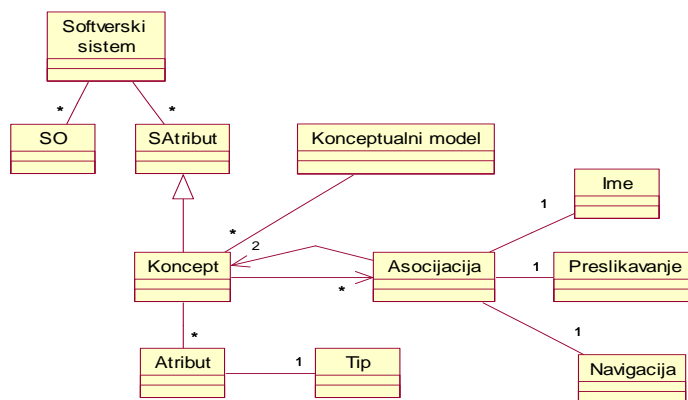 Softverski
sistem
*
*
SO
SAtribut
Konceptualni model
Ime
1
*
2
Koncept
Asocijacija
1
Preslikavanje
*
1
*
Atribut
1
Tip
Navigacija